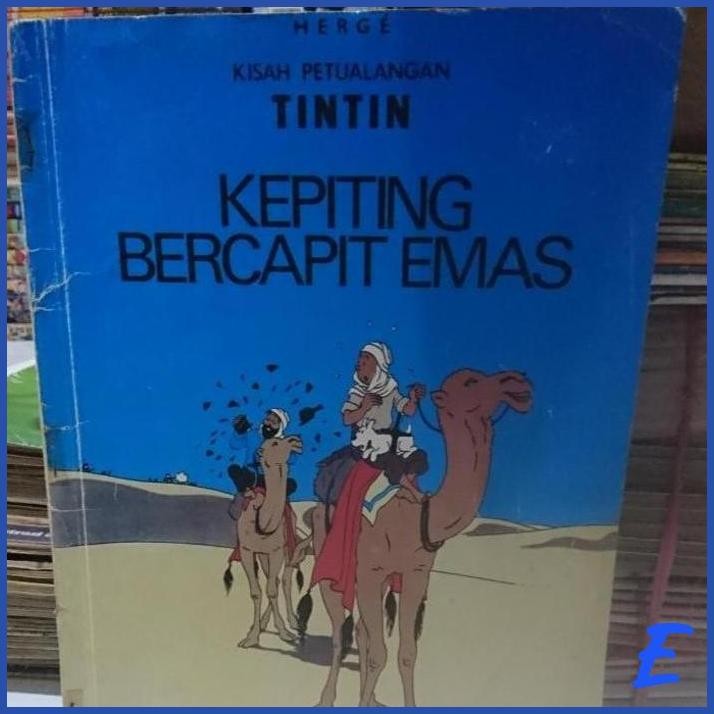 HERGÉ
KISAH PETUALANGAN
TINTIN
KEPITING
BERCAPIT EMAS
E